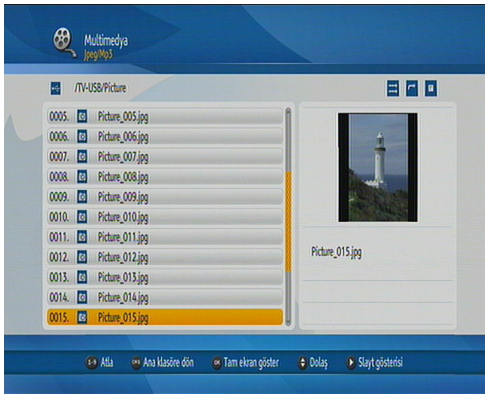 Multimedya
Jpeg/Mp3
/TV-USB/Picture
0005. Picture_005.jpg
0006. Picture_006.jpg
0007. Picture_007.jpg
0008. Picture_008.jpg
0009. Picture_009.jpg
0010. Picture_010.jpg
0011. Picture_011.jpg
0012. Picture_012.jpg
0013. Picture_013.jpg
0014. Picture_014.jpg
0015. Picture_015.jpg
Picture_015.jpg
Atla Ana klasöre dön OK Tam ekran göster Dolaş Slayt gösterisi